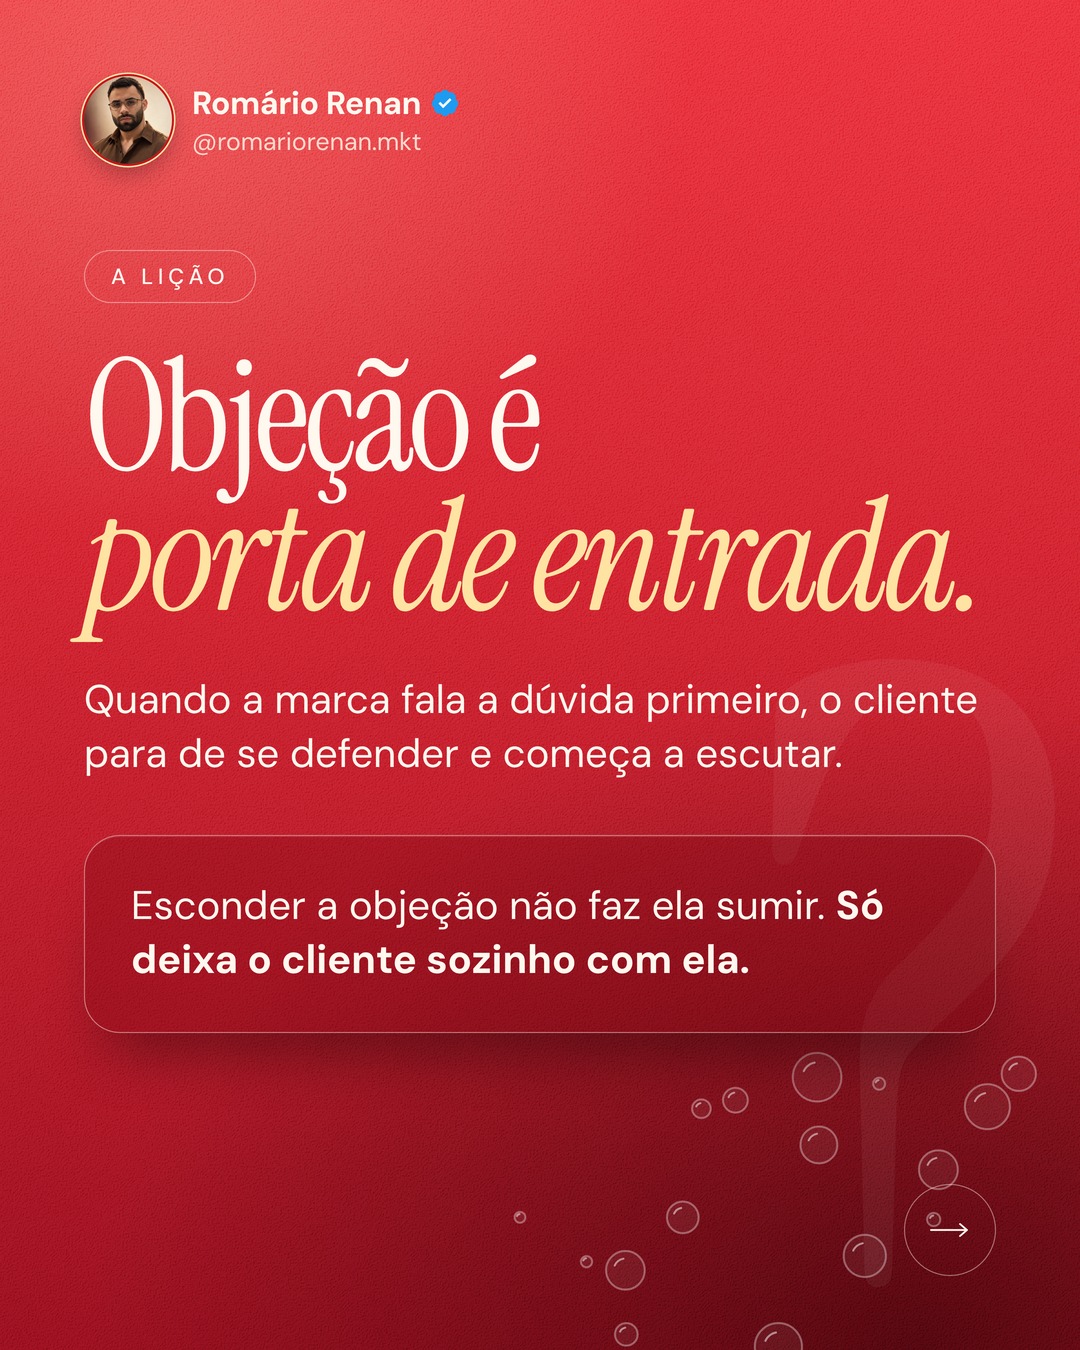 Romário Renan
@romariorenan.mkt
A LIÇÃO
Objeção é
porta de entrada.
Quando a marca fala a dúvida primeiro, o cliente
para de se defender e começa a escutar.
Esconder a objeção não faz ela sumir. Só
deixa o cliente sozinho com ela.
?